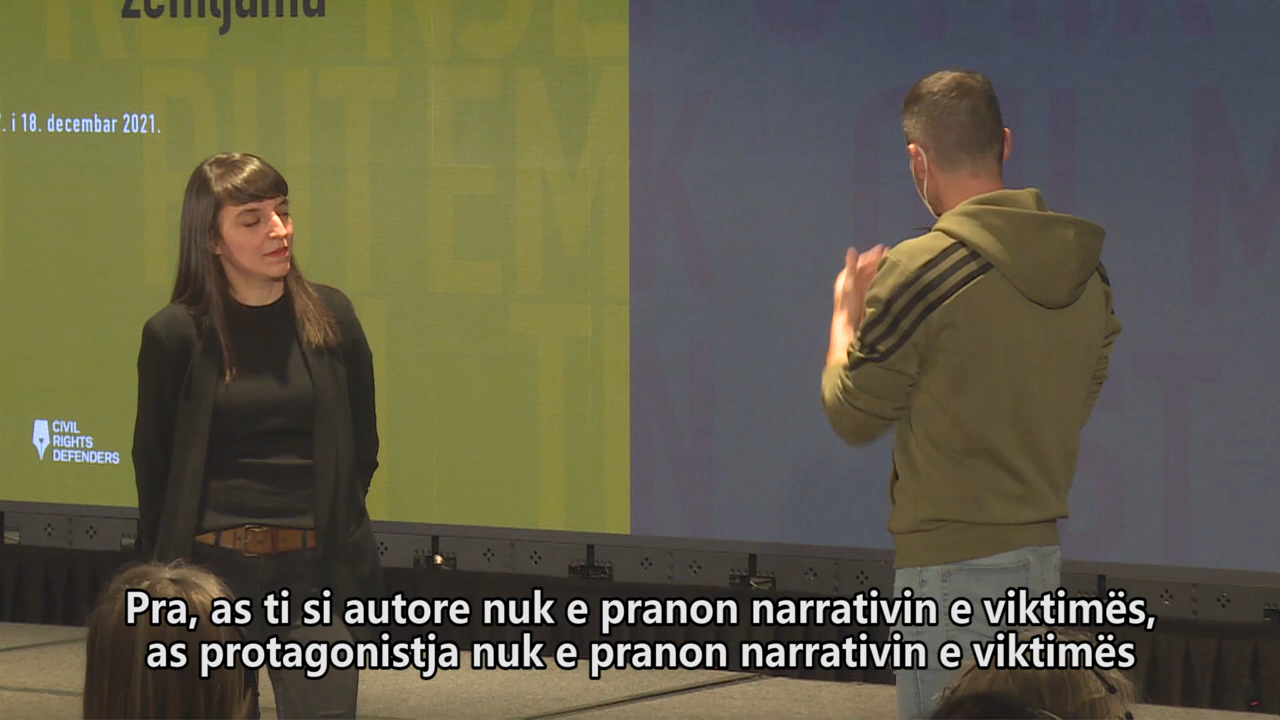 zemljama
. i 18. decembar 2021.
CIVIL
RIGHTS
DEFENDERS
Pra, as ti si autore nuk e pranon narrativin e viktimës,
as protagonistja nuk e pranon narrativin e viktimës